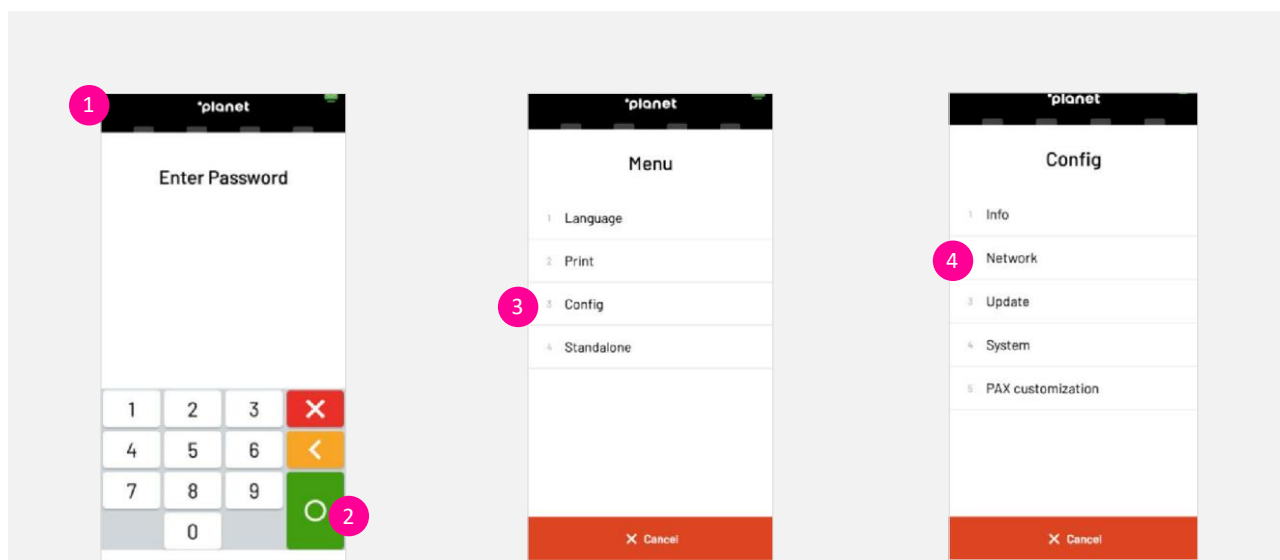 1
planet
Enter Password
1 2 3
4 5 6
7 8 9
0
2
planet
Menu
1 Language
2 Print
3
3 Config
4 Standalone
Cancel
planet
Config
1 Info
4
Network
3 Update
4 System
5 PAX customization
Cancel